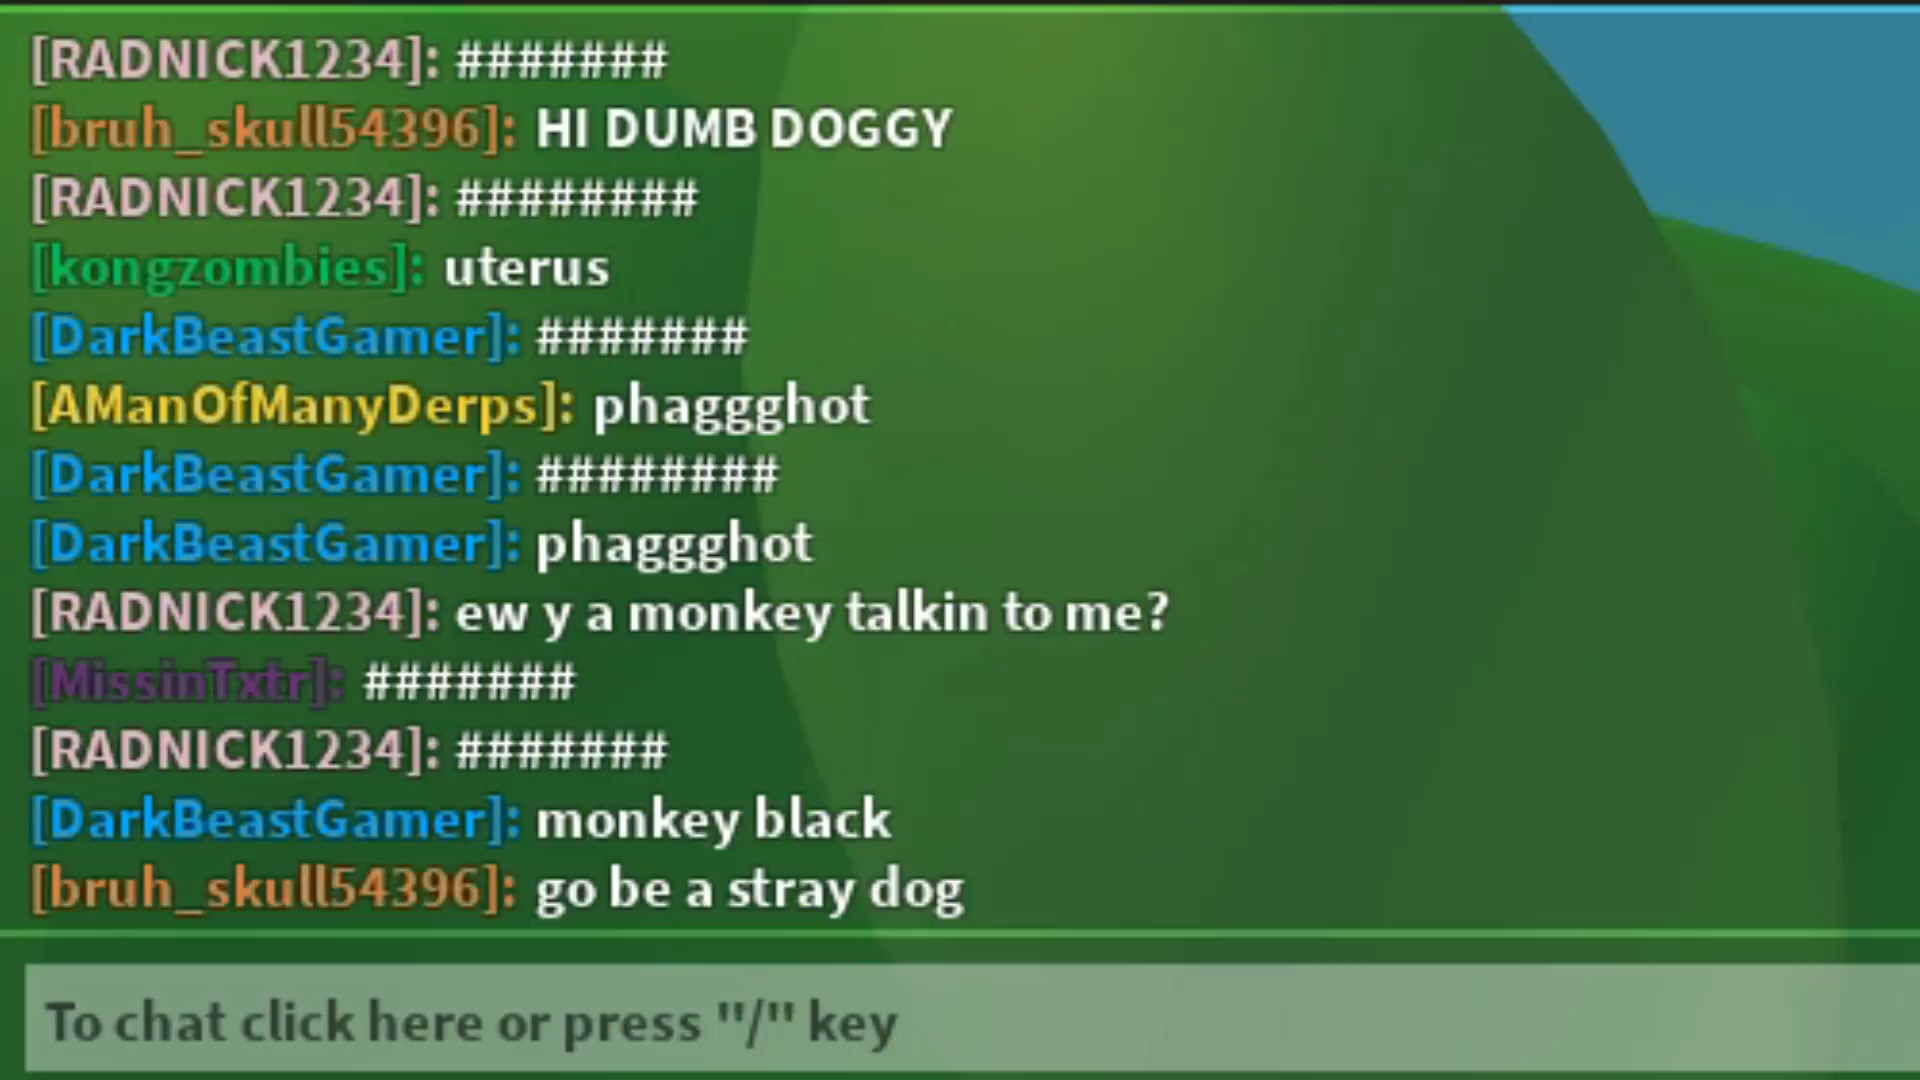 [RADNICK1234]: #######
[bruh_skull54396]: HI DUMB DOGGY
[RADNICK1234]: ########
[kongzombies]: uterus
[DarkBeastGamer]: #######
[AManOfManyDerps]: phaggghot
[DarkBeastGamer]: ########
[DarkBeastGamer]: phaggghot
[RADNICK1234]: ew y a monkey talkin to me?
[MissinTxtr]: #######
[RADNICK1234]: #######
[DarkBeastGamer]: monkey black
[bruh_skull54396]: go be a stray dog
To chat click here or press "/" key